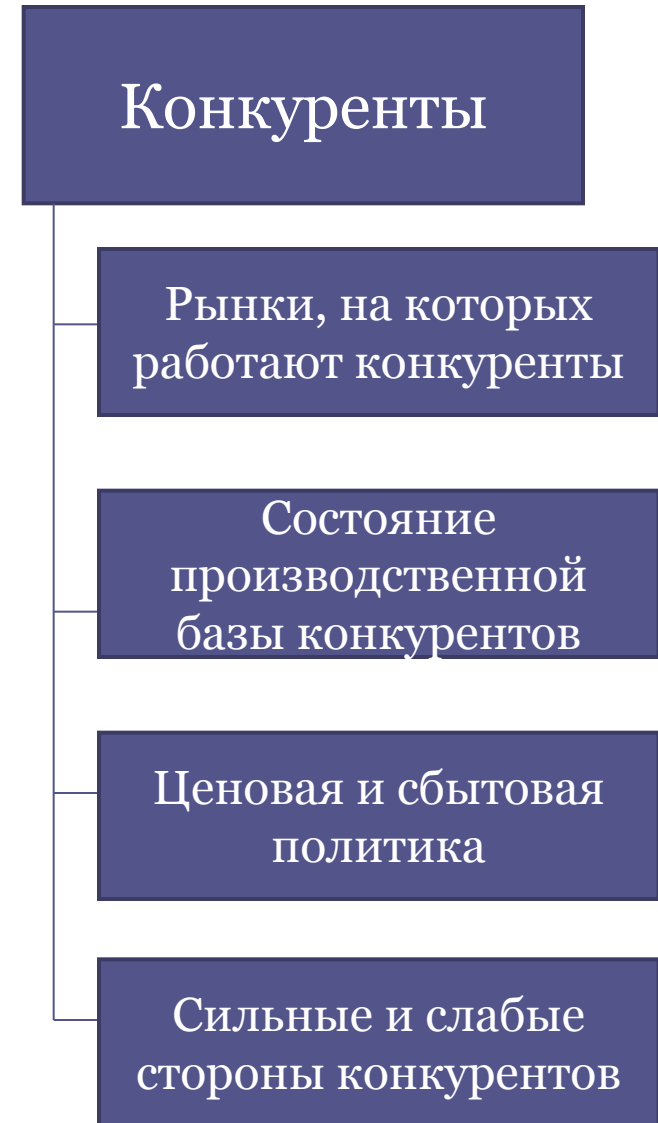 Конкуренты
Рынки, на которых
работают конкуренты
Состояние
производственной
базы конкурентов
Ценовая и сбытовая
политика
Сильные и слабые
стороны конкурентов